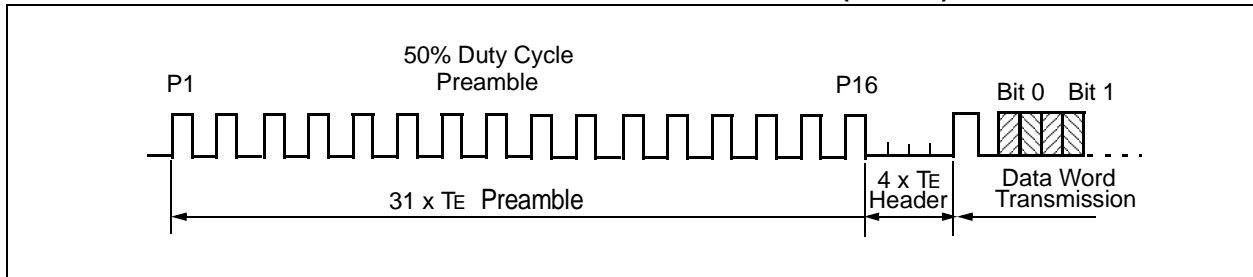 50% Duty Cycle
Preamble
P1
P16
Bit 0
Bit 1
31 x TE Preamble
4 x TE
Header
Data Word
Transmission